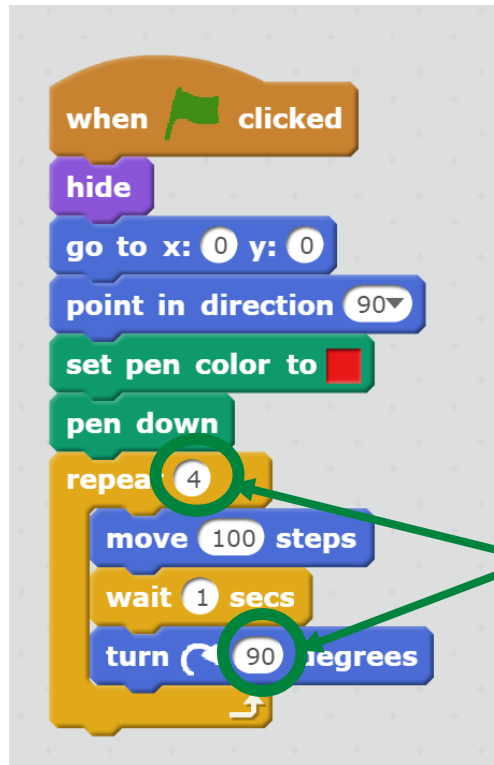 when clicked
hide
go to x: 0 y: 0
point in direction 90
set pen color to
pen down
repeat 4
move 100 steps
wait 1 secs
turn 90 degrees